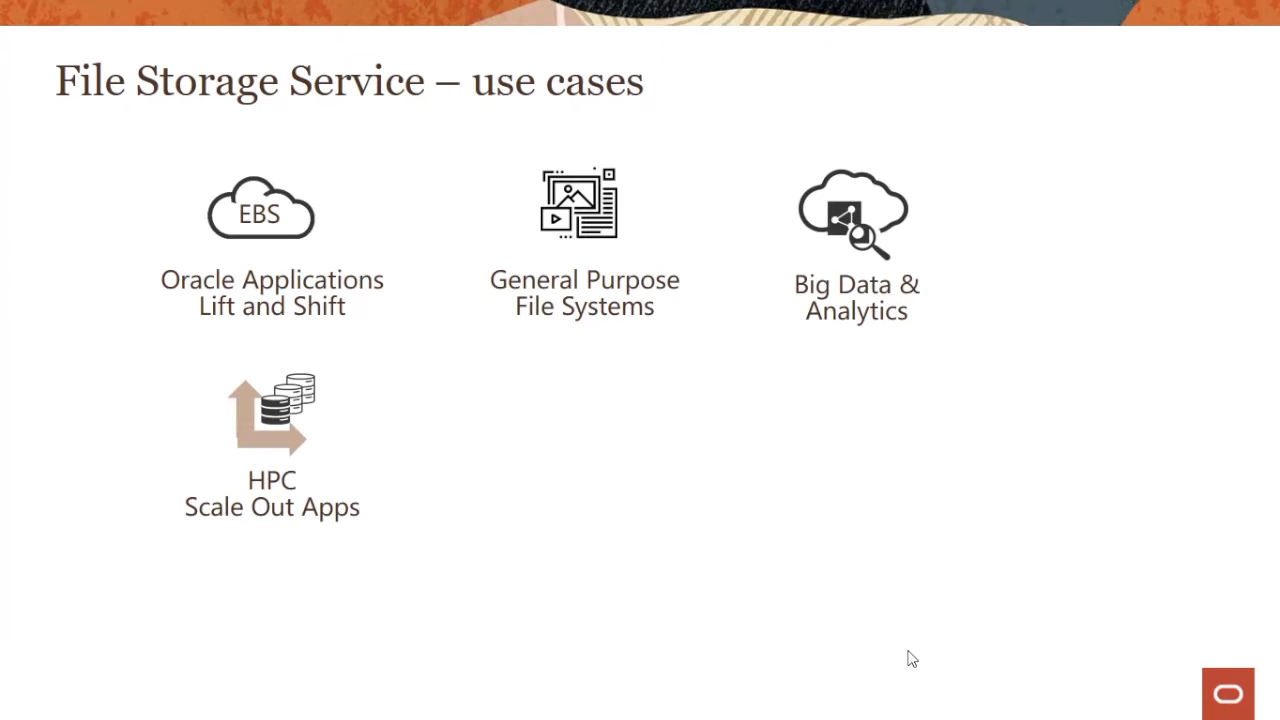 File Storage Service – use cases
EBS
Oracle Applications
Lift and Shift
General Purpose
File Systems
Big Data &
Analytics
HPC
Scale Out Apps